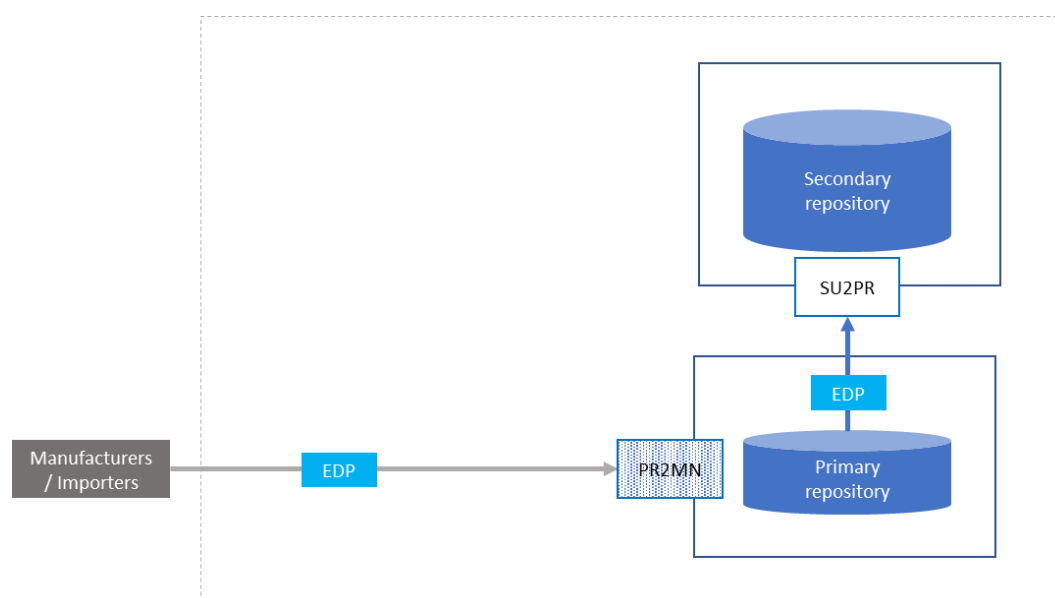 Secondary
repository
SU2PR
EDP
Manufacturers
/ Importers
EDP
PR2MN
Primary
repository